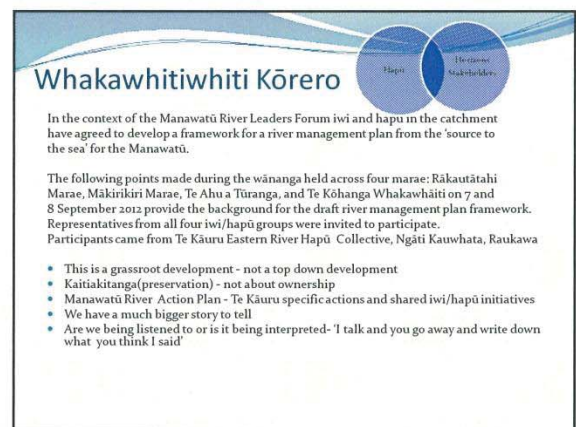 Whakawhitiwhiti Kōrero
Hapū
Stakeholders
In the context of the Manawatū River Leaders Forum iwi and hapū in the catchment
have agreed to develop a framework for a river management plan from the 'source to
the sea' for the Manawatū.
The following points made during the wānanga held across four marae: Rākautātahi
Marae, Mākirikiri Marae, Te Ahu a Tūranga, and Te Kōhanga Whakawhāiti on 7 and
8 September 2012 provide the background for the draft river management plan framework.
Representatives from all four iwi/hapū groups were invited to participate.
Participants came from Te Kāuru Eastern River Hapū Collective, Ngāti Kauwhata, Raukawa
• This is a grassroot development - not a top down development
• Kaitiakitanga(preservation) - not about ownership
• Manawatū River Action Plan - Te Kāuru specific actions and shared iwi/hapū initiatives
• We have a much bigger story to tell
• Are we being listened to or is it being interpreted- 'I talk and you go away and write down
what you think I said'